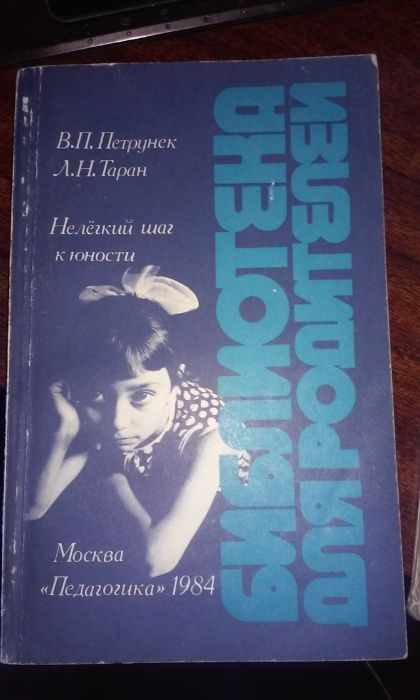 В.П. Петрунек
Л.Н. Таран
Нелёгкий шаг
к юности
Москва
«Педагогика» 1984
БИБЛИОТЕКА
ДЛЯ РОДИТЕЛЕЙ